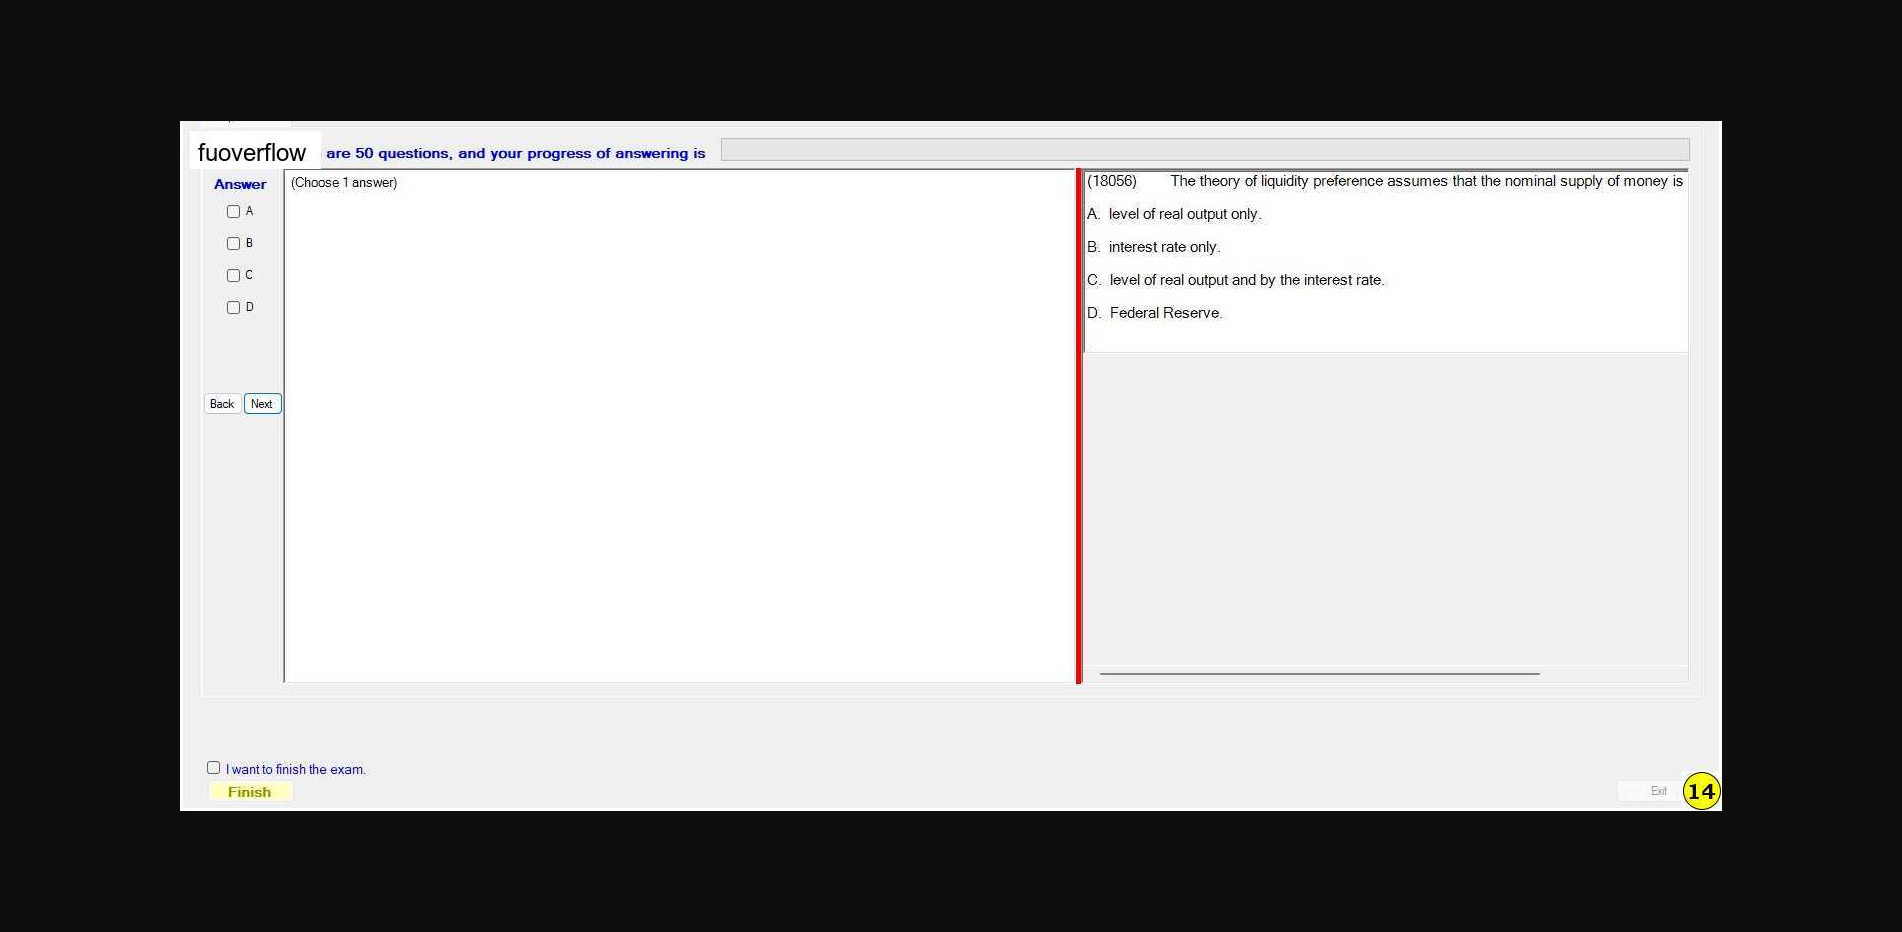 fuoverflow are 50 questions, and your progress of answering is
Answer
A
B
C
D
Back Next
(Choose 1 answer)
(18056) The theory of liquidity preference assumes that the nominal supply of money is
A. level of real output only.
B. interest rate only.
C. level of real output and by the interest rate.
D. Federal Reserve.
I want to finish the exam.
Finish
Exit
14